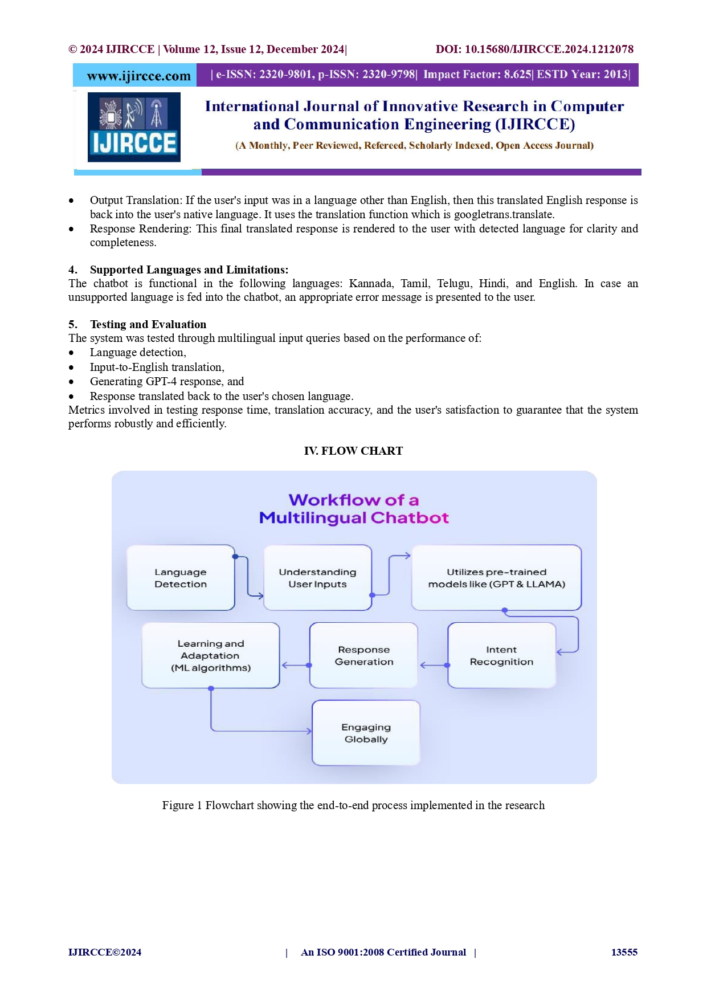 © 2024 IJIRCCE | Volume 12, Issue 12, December 2024| DOI: 10.15680/IJIRCCE.2024.1212078
www.ijircce.com | e-ISSN: 2320-9801, p-ISSN: 2320-9798| Impact Factor: 8.625| ESTD Year: 2013|
IJIRCCE
International Journal of Innovative Research in Computer
and Communication Engineering (IJIRCCE)
(A Monthly, Peer Reviewed, Refereed, Scholarly Indexed, Open Access Journal)
• Output Translation: If the user's input was in a language other than English, then this translated English response is
back into the user's native language. It uses the translation function which is googletrans.translate.
• Response Rendering: This final translated response is rendered to the user with detected language for clarity and
completeness.
4. Supported Languages and Limitations:
The chatbot is functional in the following languages: Kannada, Tamil, Telugu, Hindi, and English. In case an
unsupported language is fed into the chatbot, an appropriate error message is presented to the user.
5. Testing and Evaluation
The system was tested through multilingual input queries based on the performance of:
• Language detection,
• Input-to-English translation,
• Generating GPT-4 response, and
• Response translated back to the user's chosen language.
Metrics involved in testing response time, translation accuracy, and the user's satisfaction to guarantee that the system
performs robustly and efficiently.
IV. FLOW CHART
Workflow of a
Multilingual Chatbot
Language
Detection
Understanding
User Inputs
Utilizes pre-trained
models like (GPT & LLAMA)
Intent
Recognition
Response
Generation
Learning and
Adaptation
(ML algorithms)
Engaging
Globally
Figure 1 Flowchart showing the end-to-end process implemented in the research
IJIRCCE©2024 | An ISO 9001:2008 Certified Journal | 13555